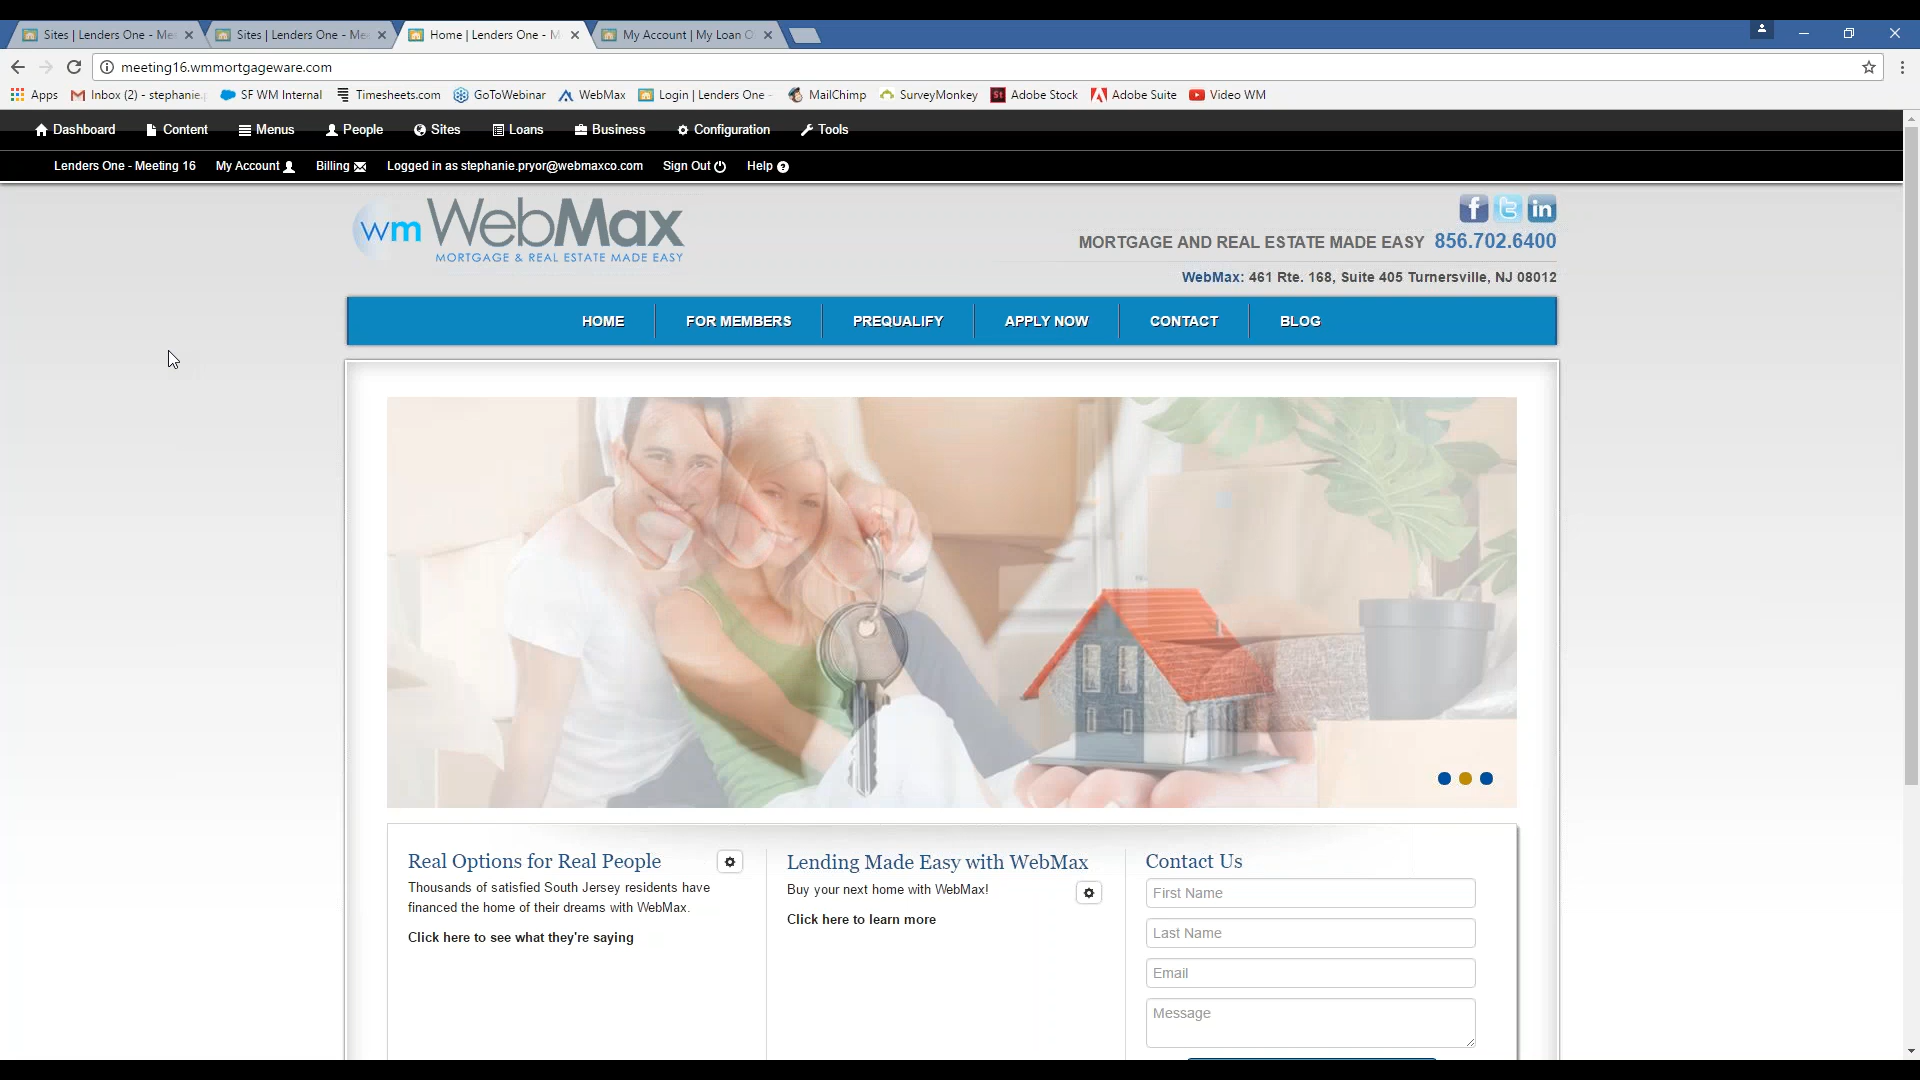 Sites | Lenders One - Me
Sites | Lenders One - Me
Home | Lenders One - M
My Account | My Loan O
meeting16.wmmortgageware.com
Apps
Inbox (2) - stephanie.
SF WM Internal
Timesheets.com
GoToWebinar
WebMax
Login | Lenders One -
MailChimp
SurveyMonkey
Adobe Stock
Adobe Suite
Video WM
Dashboard
Content
Menus
People
Sites
Loans
Business
Configuration
Tools
Lenders One - Meeting 16
My Account
Billing
Logged in as stephanie.pryor@webmaxco.com
Sign Out
Help
wm WebMax
MORTGAGE & REAL ESTATE MADE EASY
MORTGAGE AND REAL ESTATE MADE EASY 856.702.6400
WebMax: 461 Rte. 168, Suite 405 Turnersville, NJ 08012
HOME
FOR MEMBERS
PREQUALIFY
APPLY NOW
CONTACT
BLOG
Real Options for Real People
Thousands of satisfied South Jersey residents have
financed the home of their dreams with WebMax.
Click here to see what they're saying
Lending Made Easy with WebMax
Buy your next home with WebMax!
Click here to learn more
Contact Us
First Name
Last Name
Email
Message